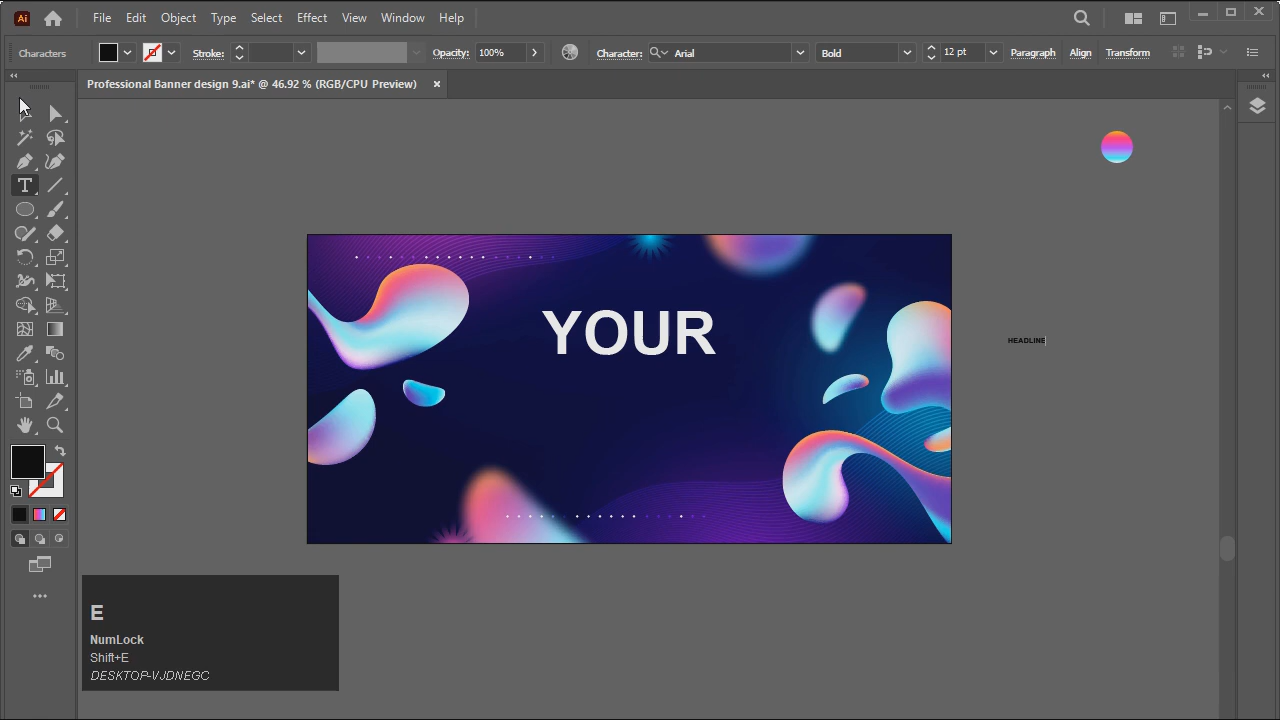 Ai File Edit Object Type Select Effect View Window Help
Characters Stroke: Opacity: 100% Character: Arial Bold 12 pt Paragraph Align Transform
Professional Banner design 9.ai* @ 46.92 % (RGB/CPU Preview)
YOUR
HEADLINE
E
NumLock
Shift+E
DESKTOP-VJDNEGC